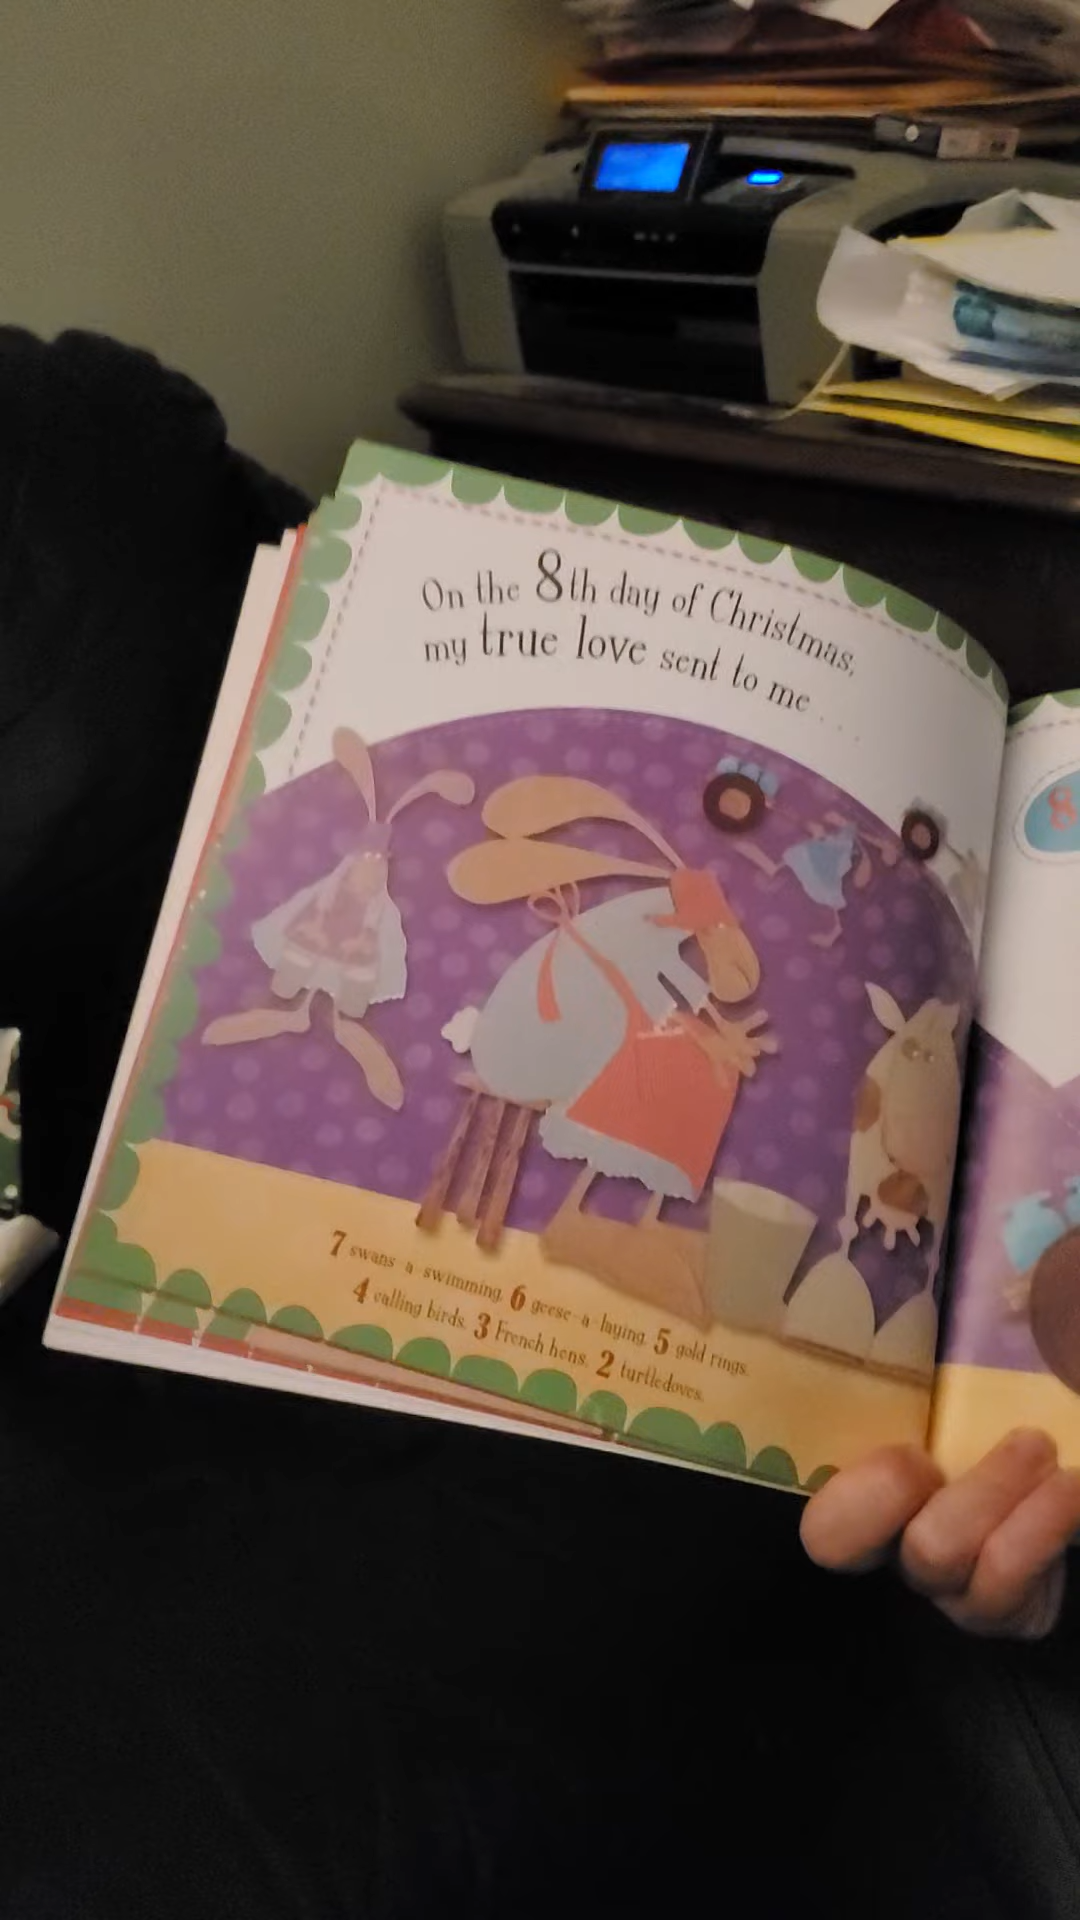 On the 8th day of Christmas,
my true love sent to me . . .
8
7 swans-a-swimming, 6 geese-a-laying, 5 gold rings,
4 calling birds, 3 French hens, 2 turtledoves,